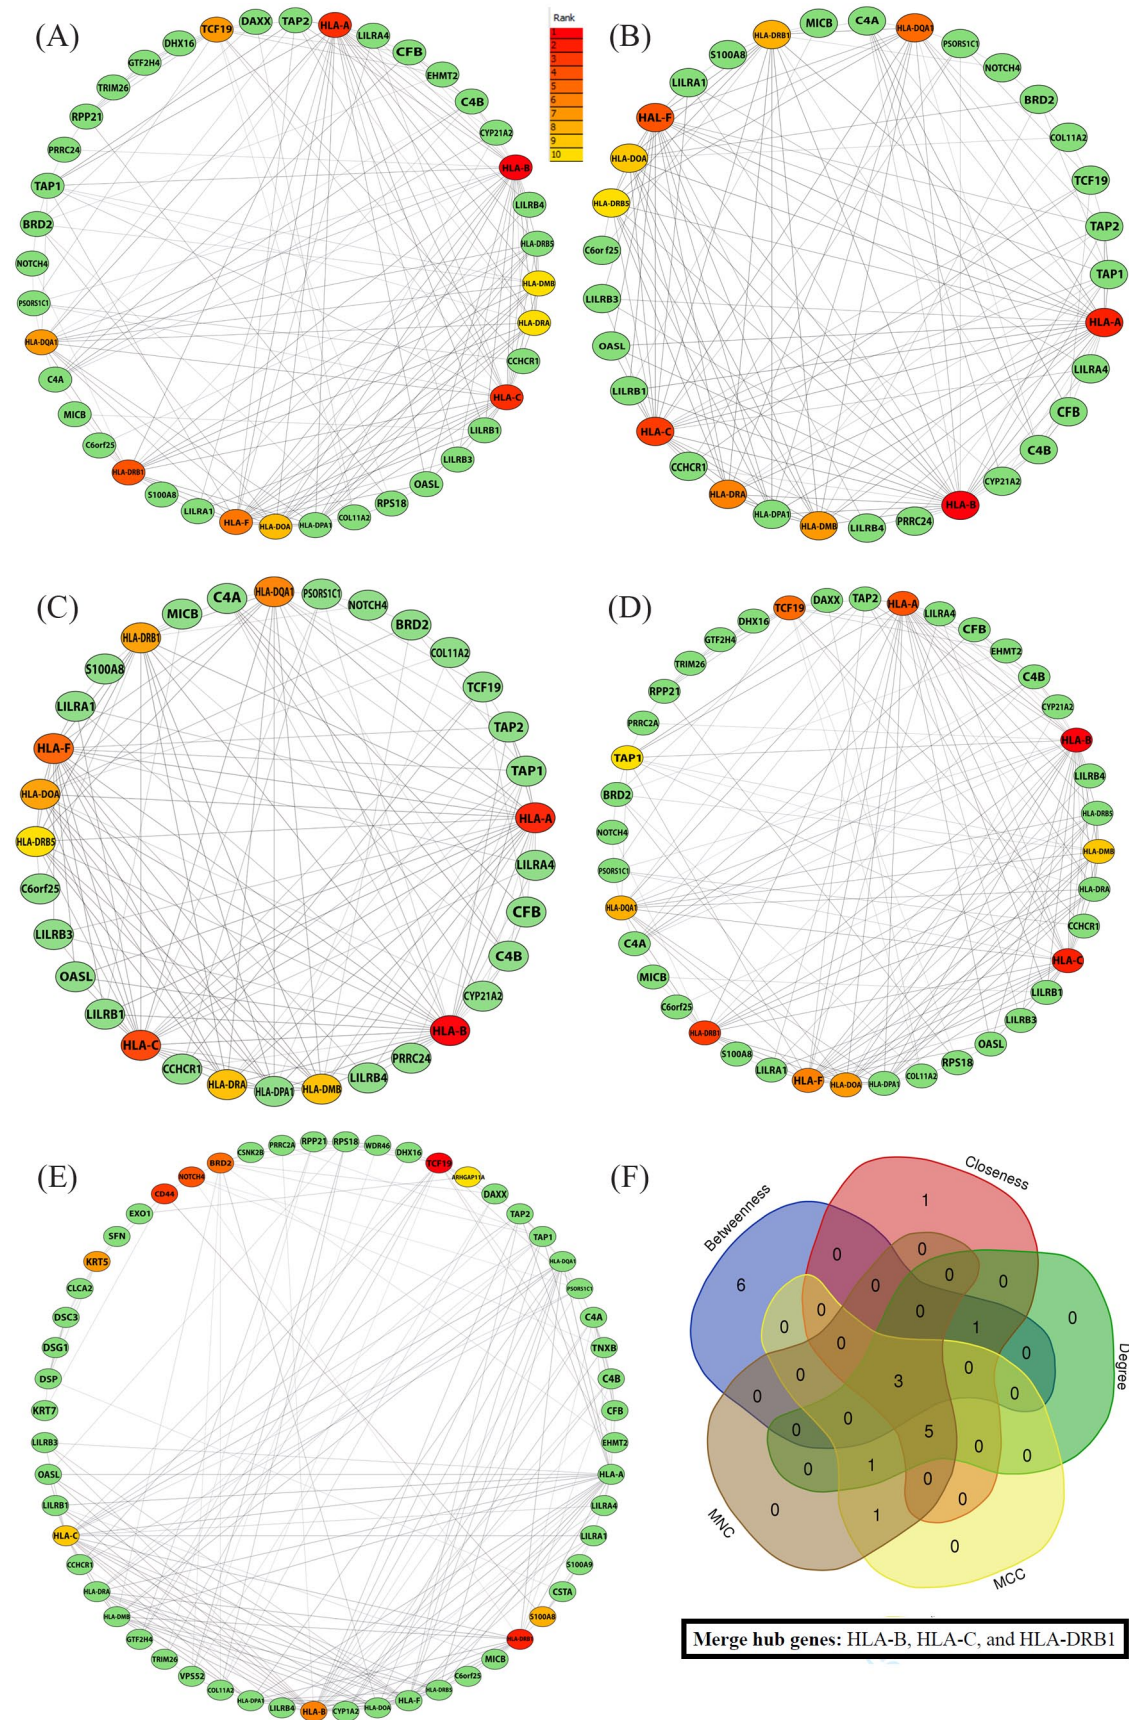 (A)
TCF19
DAXX
TAP2
HLA-A
LILRA4
CFB
EHMT2
C4B
CYP21A2
HLA-B
LILRB4
HLA-DRB5
HLA-DMB
HLA-DRA
CCHCR1
HLA-C
LILRB1
LILRB3
OASL
RPS18
COL11A2
HLA-DPA1
HLA-DOA
HLA-F
LILRA1
S100A8
HLA-DRB1
C6orf25
MICB
C4A
HLA-DQA1
PSORS1C1
NOTCH4
BRD2
TAP1
PRRC24
RPP21
TRIM26
GTF2H4
DHX16
Rank
1
2
3
4
5
6
7
8
9
10
(B)
HLA-DRB1
MICB
C4A
HLA-DQA1
PSORS1C1
NOTCH4
BRD2
COL11A2
TCF19
TAP2
TAP1
HLA-A
LILRA4
CFB
C4B
CYP21A2
HLA-B
PRRC24
LILRB4
HLA-DMB
HLA-DPA1
HLA-DRA
CCHCR1
HLA-C
LILRB1
OASL
LILRB3
C6orf25
HLA-DRB5
HLA-DOA
HAL-F
LILRA1
S100A8
(C)
HLA-DRB1
MICB
C4A
HLA-DQA1
PSORS1C1
NOTCH4
BRD2
COL11A2
TCF19
TAP2
TAP1
HLA-A
LILRA4
CFB
C4B
CYP21A2
HLA-B
PRRC24
LILRB4
HLA-DMB
HLA-DPA1
HLA-DRA
CCHCR1
HLA-C
LILRB1
OASL
LILRB3
C6orf25
HLA-DRB5
HLA-DOA
HLA-F
LILRA1
S100A8
(D)
TCF19
DAXX
TAP2
HLA-A
LILRA4
CFB
EHMT2
C4B
CYP21A2
HLA-B
LILRB4
HLA-DRB5
HLA-DMB
HLA-DRA
CCHCR1
HLA-C
LILRB1
LILRB3
OASL
RPS18
COL11A2
HLA-DPA1
HLA-DOA
HLA-F
LILRA1
S100A8
HLA-DRB1
C6orf25
MICB
C4A
HLA-DQA1
PSORS1C1
NOTCH4
BRD2
TAP1
PRRC2A
RPP21
TRIM26
GTF2H4
DHX16
(E)
NOTCH4
BRD2
CSNK2B
PRRC2A
RPP21
RPS18
WDR46
DHX16
TCF19
ARHGAP11A
DAXX
TAP2
TAP1
HLA-DQA1
PSORS1C1
C4A
TNXB
C4B
CFB
EHMT2
HLA-A
LILRA4
LILRA1
S100A9
CSTA
S100A8
HLA-DRB1
MICB
C6orf25
HLA-DRB5
HLA-F
HLA-DOA
CYP1A2
HLA-B
LILRB4
HLA-DPA1
COL11A2
VPS52
TRIM26
GTF2H4
HLA-DMB
HLA-DRA
CCHCR1
HLA-C
LILRB1
OASL
LILRB3
KRT7
DSP
DSG1
DSC3
CLCA2
KRT5
SFN
EXO1
CD44
(F)
Closeness
Betweenness
Degree
MCC
MNC
1
0
0
6
0
0
0
0
0
0
1
0
0
0
0
0
3
0
0
0
0
0
5
0
0
0
1
0
0
0
1
0
Merge hub genes: HLA-B, HLA-C, and HLA-DRB1